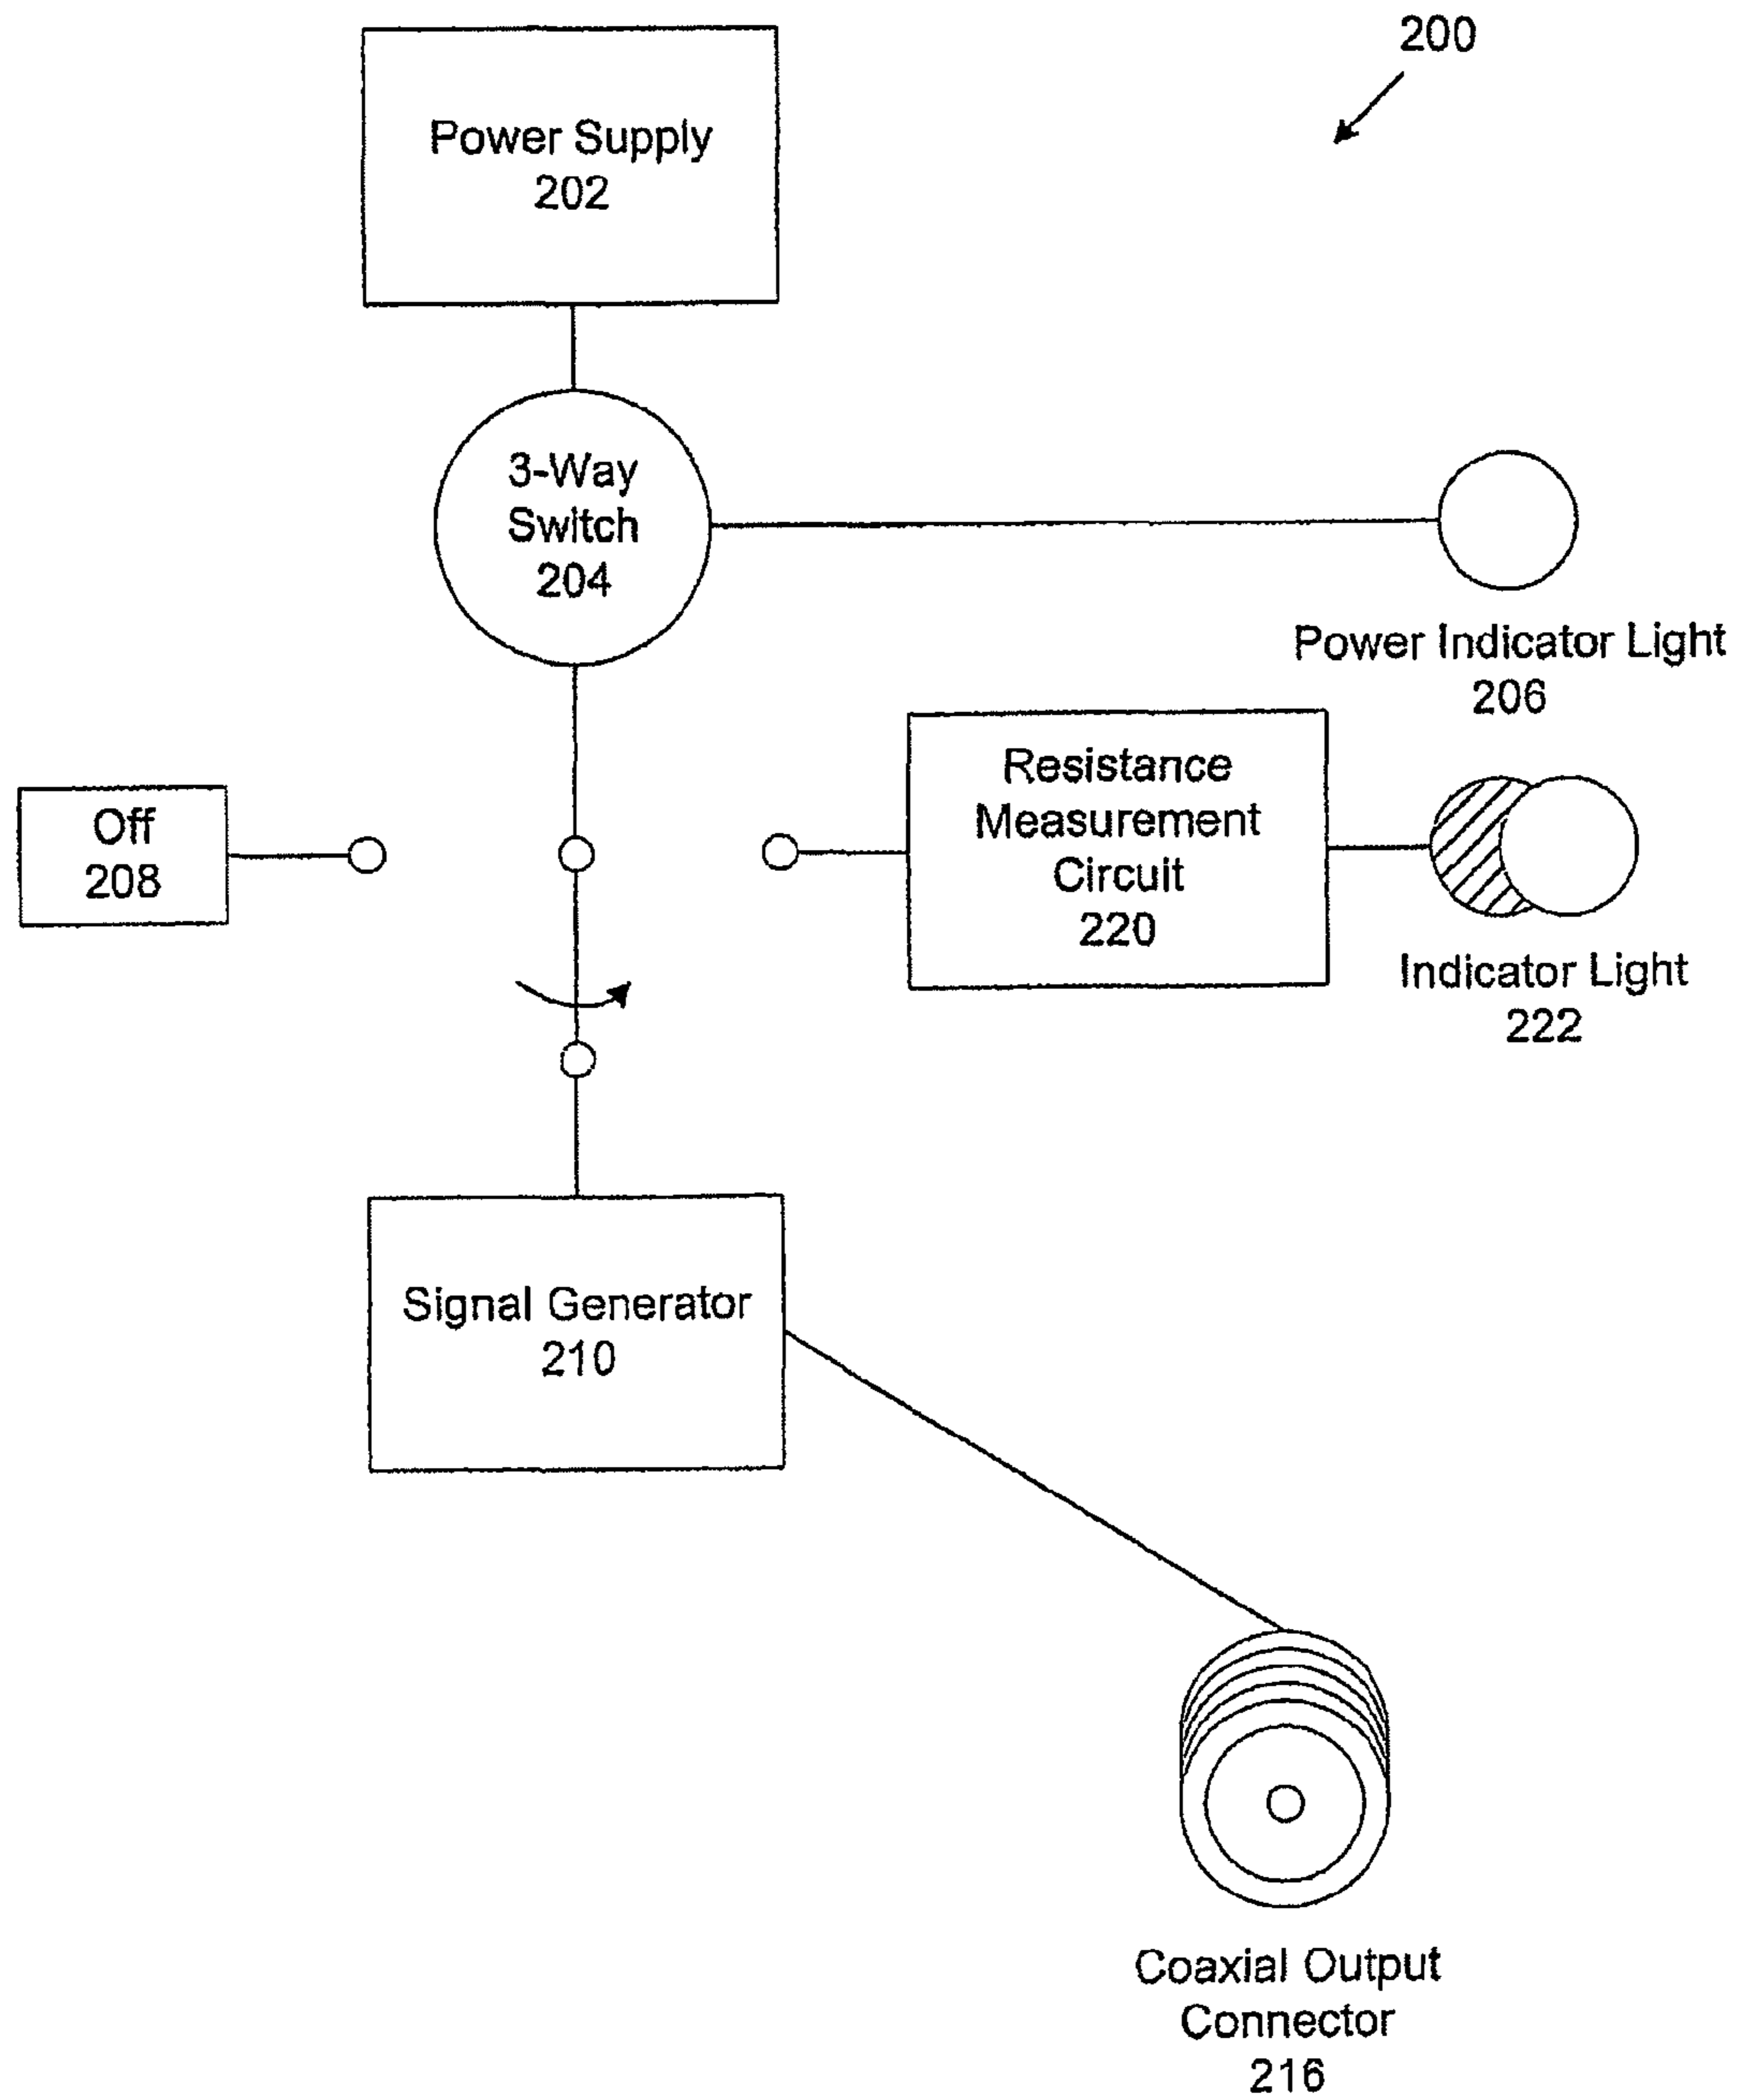 200
Power Supply
202
3-Way
Switch
204
Power Indicator Light
206
Off
208
Resistance
Measurement
Circuit
220
Indicator Light
222
Signal Generator
210
Coaxial Output
Connector
216